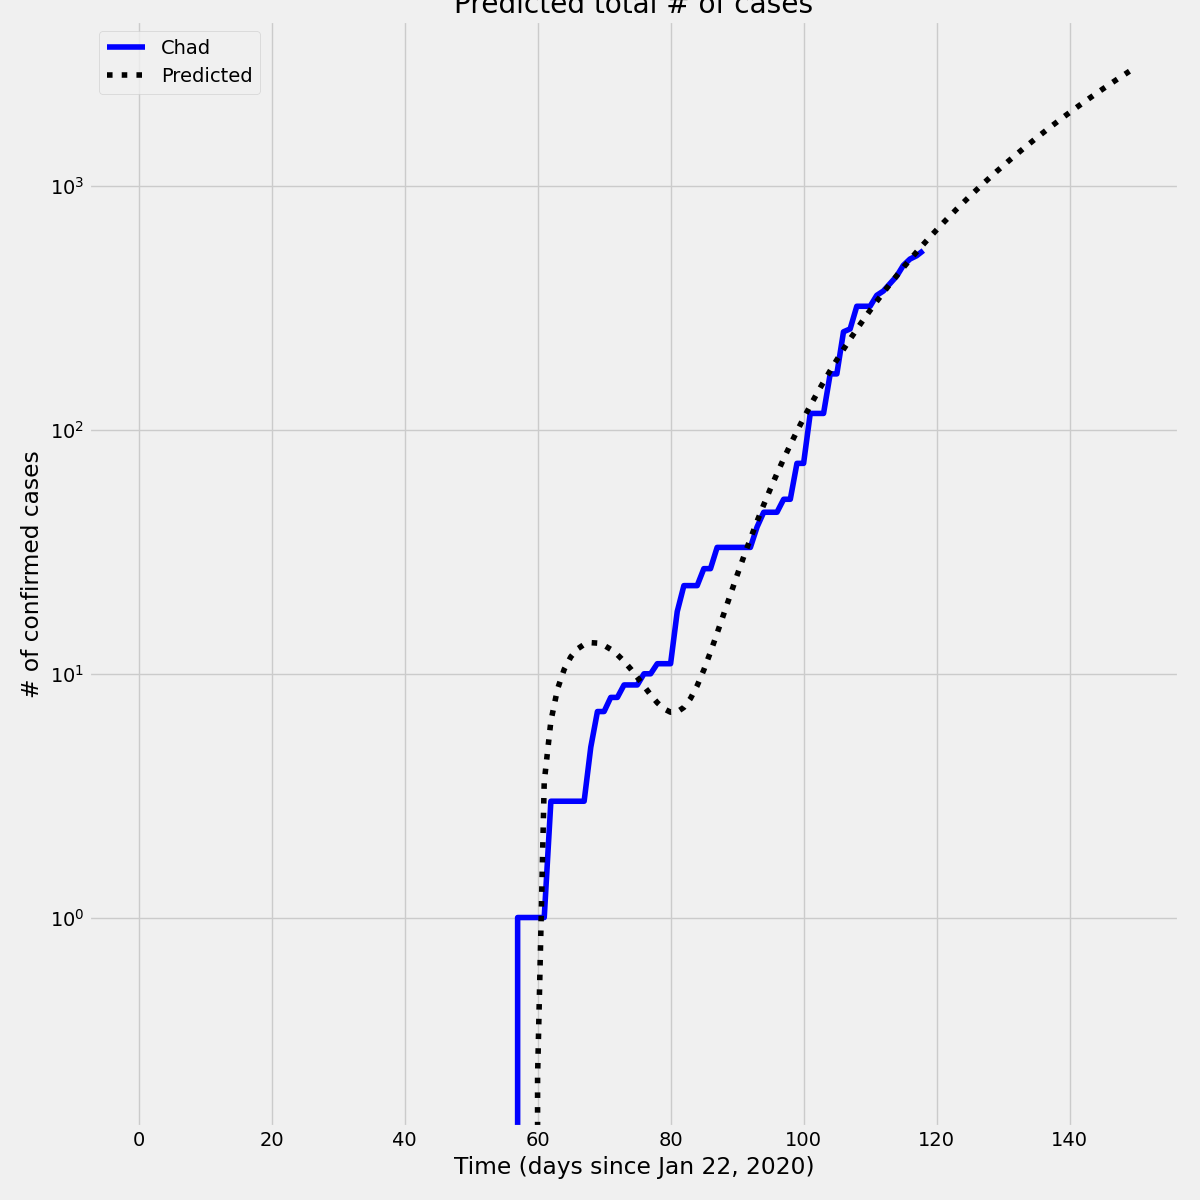 Predicted total # of cases
Chad
Predicted
10³
10²
10¹
10⁰
# of confirmed cases
0 20 40 60 80 100 120 140
Time (days since Jan 22, 2020)